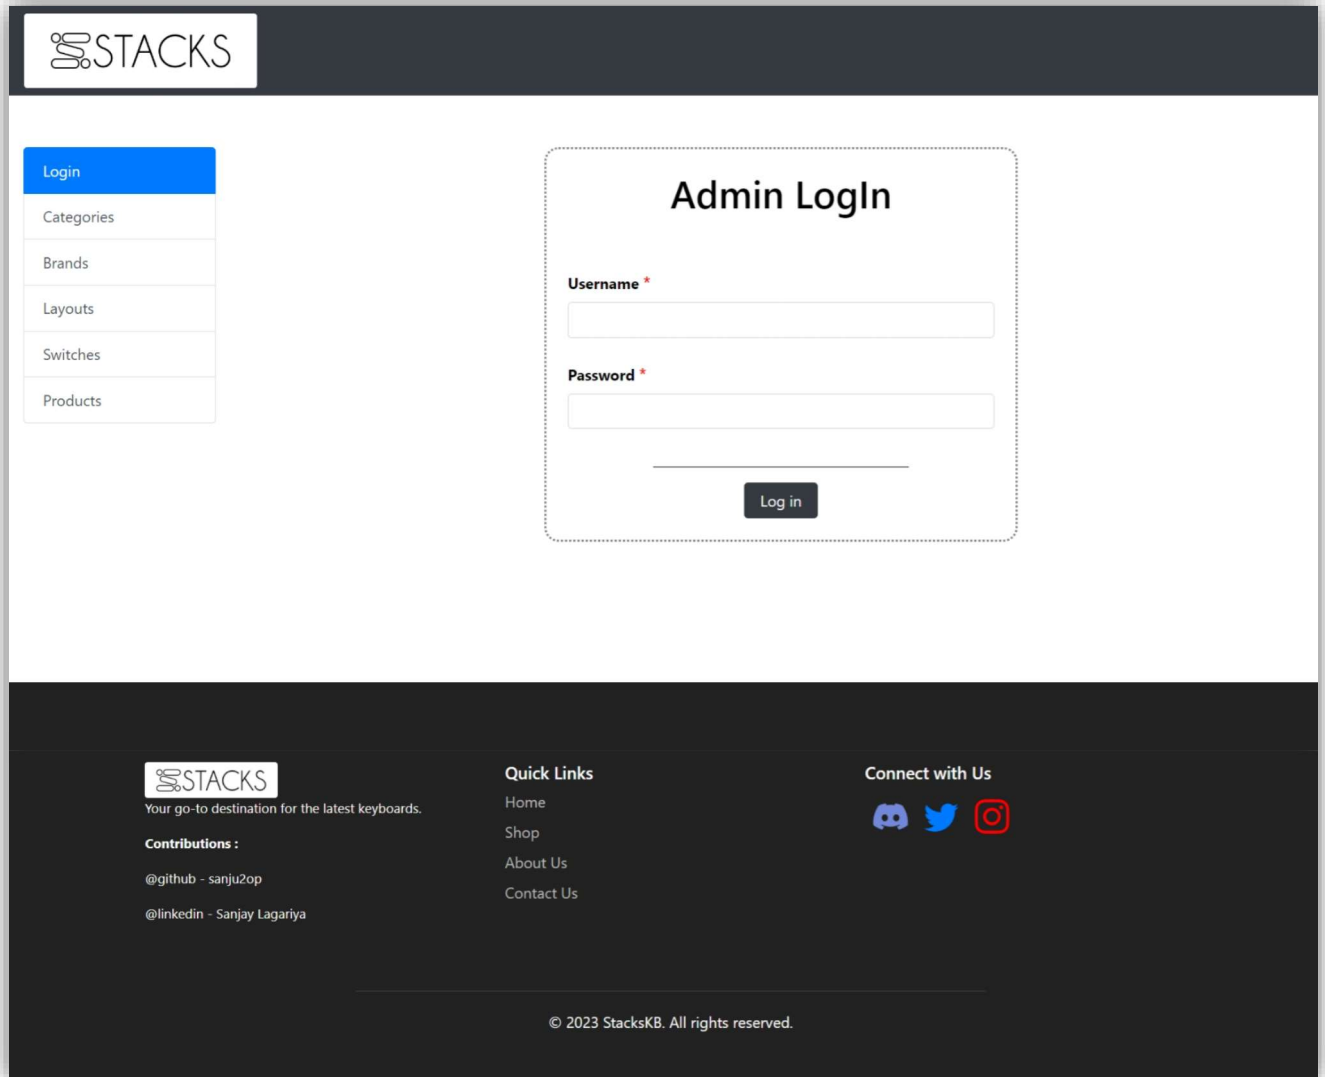 STACKS
Login
Categories
Brands
Layouts
Switches
Products
Admin LogIn
Username *
Password *
Log in
STACKS
Your go-to destination for the latest keyboards.
Contributions :
@github - sanju2op
@linkedin - Sanjay Lagariya
Quick Links
Home
Shop
About Us
Contact Us
Connect with Us
© 2023 StacksKB. All rights reserved.